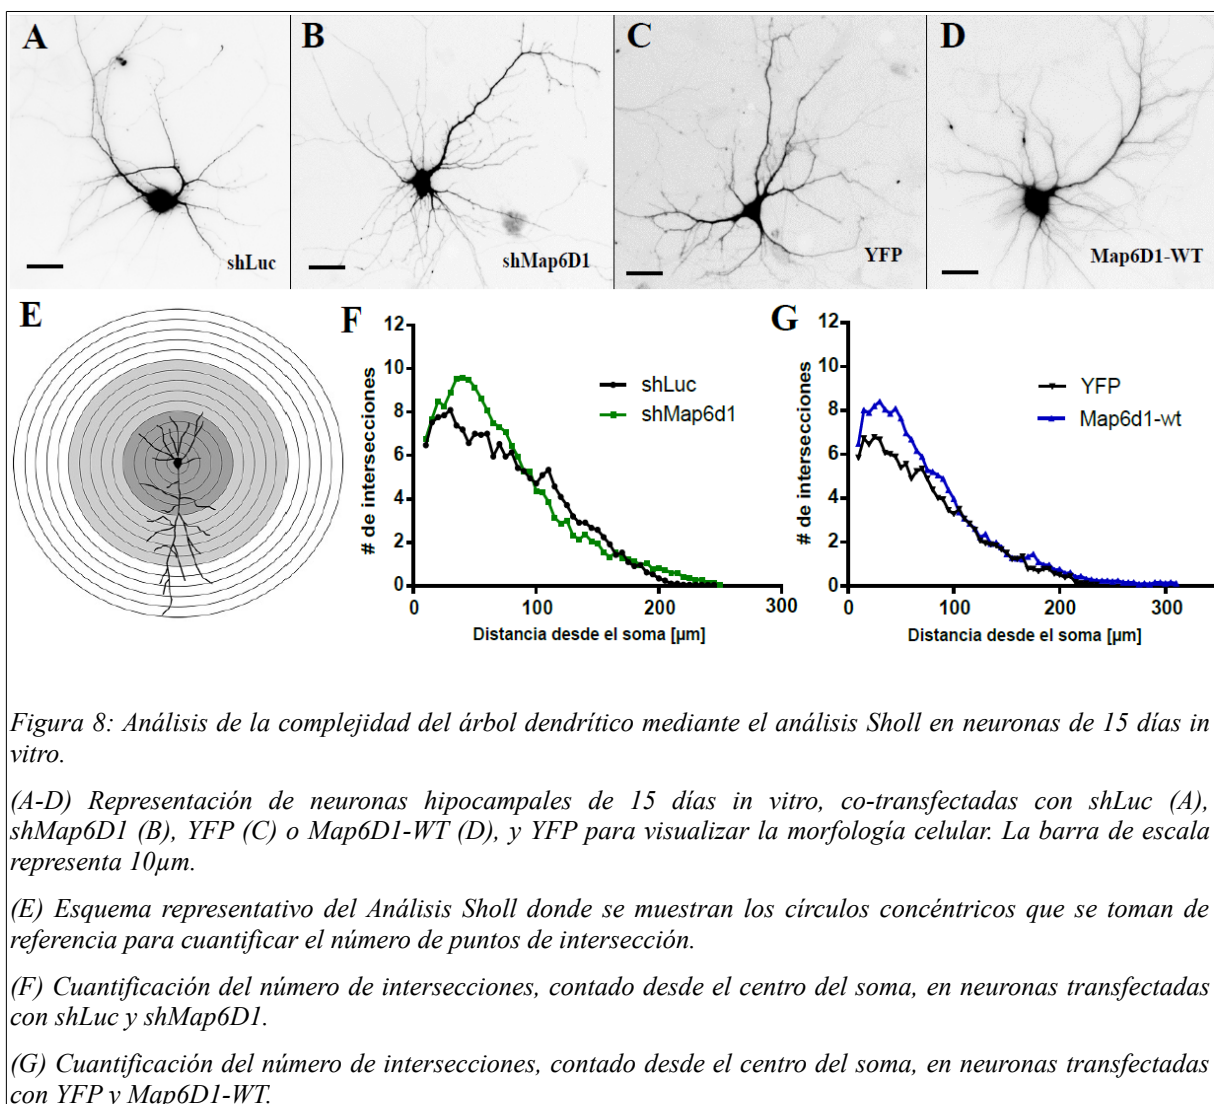 A
B
C
D
shLuc
shMap6D1
YFP
Map6D1-WT
E
F
# de intersecciones
12
10
8
6
4
2
0
shLuc
shMap6d1
0
100
200
300
Distancia desde el soma [µm]
G
# de intersecciones
12
10
8
6
4
2
0
YFP
Map6d1-wt
0
100
200
300
Distancia desde el soma [µm]
Figura 8: Análisis de la complejidad del árbol dendrítico mediante el análisis Sholl en neuronas de 15 días in
vitro.
(A-D) Representación de neuronas hipocampales de 15 días in vitro, co-transfectadas con shLuc (A),
shMap6D1 (B), YFP (C) o Map6D1-WT (D), y YFP para visualizar la morfología celular. La barra de escala
representa 10µm.
(E) Esquema representativo del Análisis Sholl donde se muestran los círculos concéntricos que se toman de
referencia para cuantificar el número de puntos de intersección.
(F) Cuantificación del número de intersecciones, contado desde el centro del soma, en neuronas transfectadas
con shLuc y shMap6D1.
(G) Cuantificación del número de intersecciones, contado desde el centro del soma, en neuronas transfectadas
con YFP y Map6D1-WT.